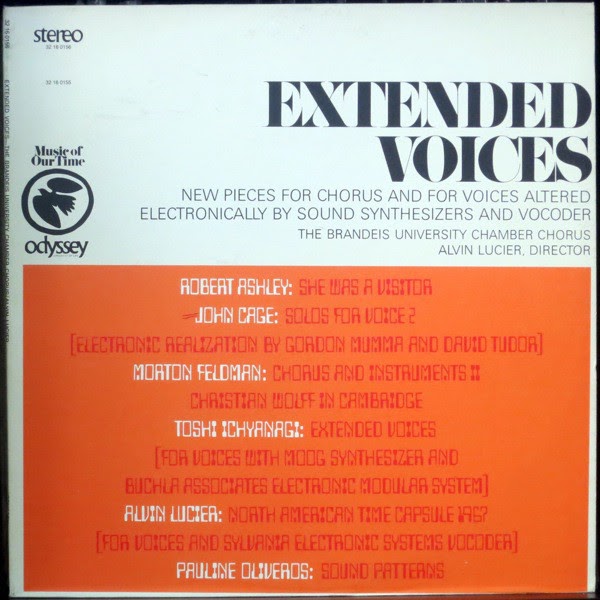 stereo
32 16 0156
32 16 0155
EXTENDED
VOICES
Music of
Our Time
odyssey
NEW PIECES FOR CHORUS AND FOR VOICES ALTERED
ELECTRONICALLY BY SOUND SYNTHESIZERS AND VOCODER
THE BRANDEIS UNIVERSITY CHAMBER CHORUS
ALVIN LUCIER, DIRECTOR
ROBERT ASHLEY: SHE WAS A VISITOR
JOHN CAGE: SOLOS FOR VOICE 2
[ELECTRONIC REALIZATION BY GORDON MUMMA AND DAVID TUDOR]
MORTON FELDMAN: CHORUS AND INSTRUMENTS II
CHRISTIAN WOLFF IN CAMBRIDGE
TOSHI ICHYANAGI: EXTENDED VOICES
[FOR VOICES WITH MOOG SYNTHESIZER AND
BUCHLA ASSOCIATES ELECTRONIC MODULAR SYSTEM]
ALVIN LUCIER: NORTH AMERICAN TIME CAPSULE 1967
[FOR VOICES AND SYLVANIA ELECTRONIC SYSTEMS VOCODER]
PAULINE OLIVEROS: SOUND PATTERNS